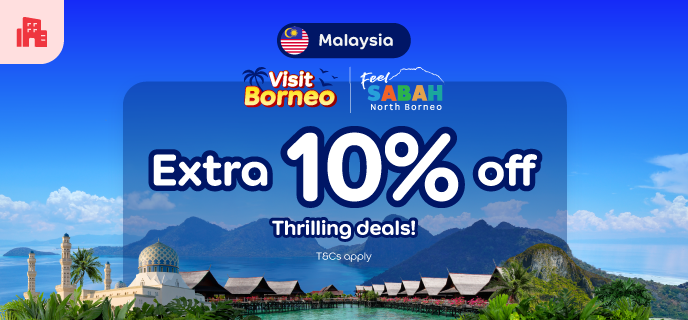 Malaysia
Visit
Borneo
Feel
SABAH
North Borneo
Extra 10% off
Thrilling deals!
T&Cs apply